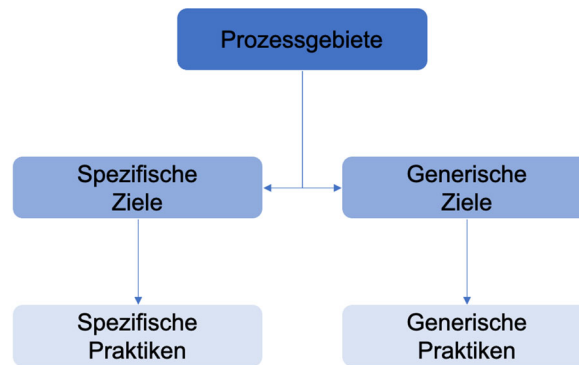 Prozessgebiete
Spezifische
Ziele
Generische
Ziele
Spezifische
Praktiken
Generische
Praktiken